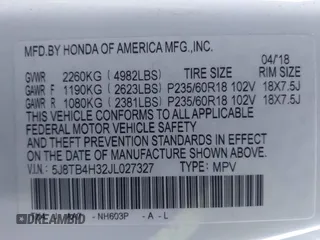 MFD.BY HONDA OF AMERICA MFG.,INC.
04/18
GVWR 2260KG (4982LBS) TIRE SIZE RIM SIZE
GAWR F 1190KG (2623LBS) P235/60R18 102V 18X7.5J
GAWR R 1080KG (2381LBS) P235/60R18 102V 18X7.5J
THIS VEHICLE CONFORMS TO ALL APPLICABLE
FEDERAL MOTOR VEHICLE SAFETY AND THEFT
PREVENTION STANDARDS IN EFFECT ON THE DATE
OF MANUFACTURE SHOWN ABOVE.
V.I.N.: 5J8TB4H32JL027327 TYPE: MPV
NH603P -A-L
DIRECTCARSUSA.COM